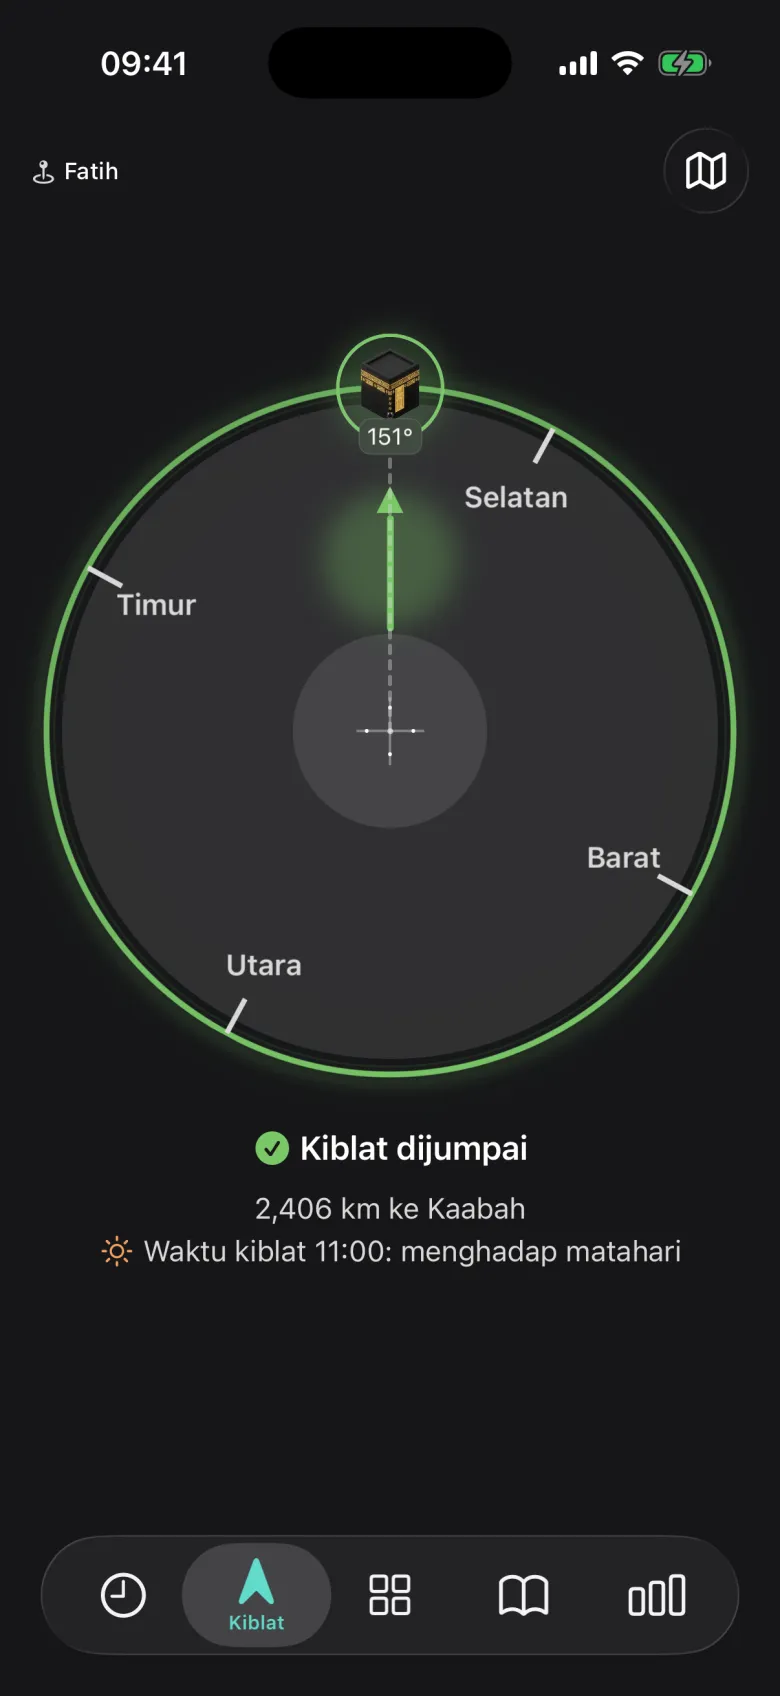 09:41
Fatih
151°
Selatan
Timur
Barat
Utara
Kiblat dijumpai
2,406 km ke Kaabah
Waktu kiblat 11:00: menghadap matahari
Kiblat